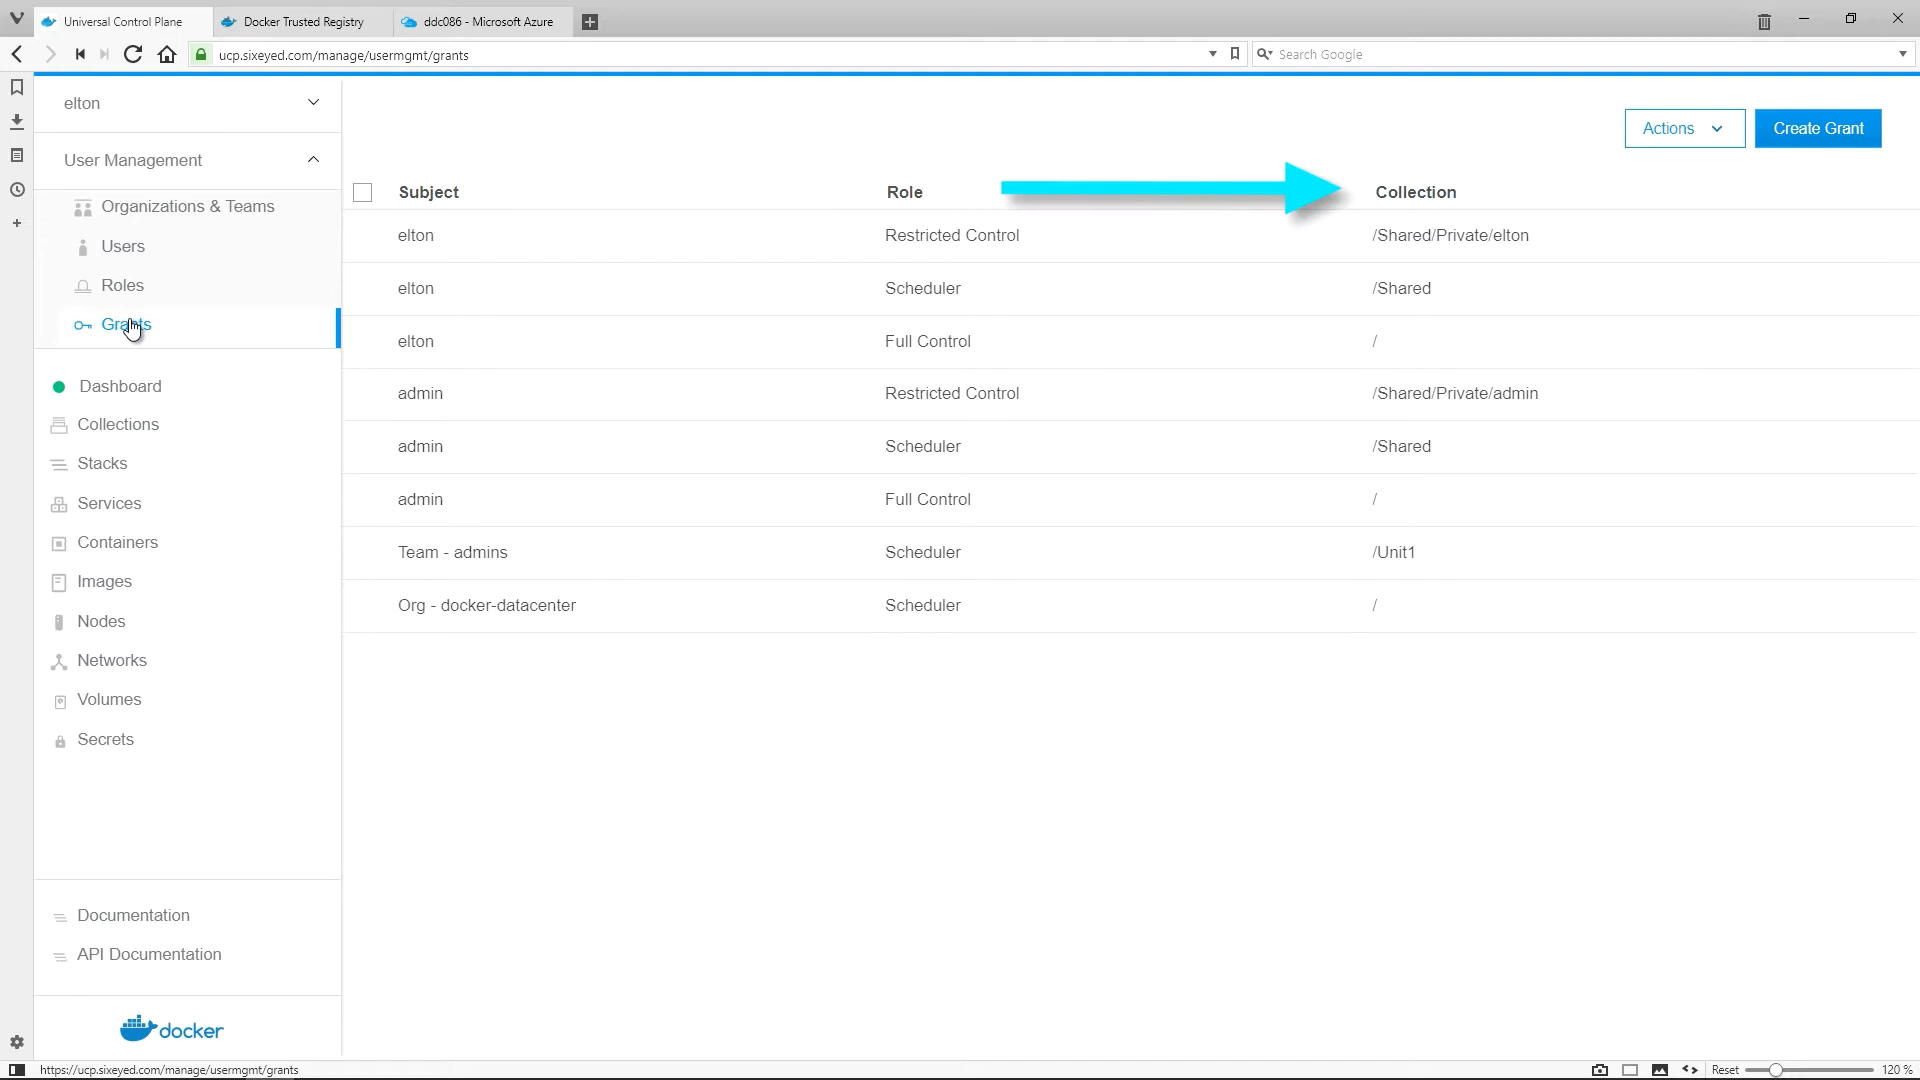 Universal Control Plane
Docker Trusted Registry
ddc086 - Microsoft Azure
ucp.sixeyed.com/manage/usermgmt/grants
Search Google
elton
User Management
Organizations & Teams
Users
Roles
Grants
Dashboard
Collections
Stacks
Services
Containers
Images
Nodes
Networks
Volumes
Secrets
Documentation
API Documentation
docker
Actions
Create Grant
Subject Role Collection
elton Restricted Control /Shared/Private/elton
elton Scheduler /Shared
elton Full Control /
admin Restricted Control /Shared/Private/admin
admin Scheduler /Shared
admin Full Control /
Team - admins Scheduler /Unit1
Org - docker-datacenter Scheduler /
https://ucp.sixeyed.com/manage/usermgmt/grants
Reset
120 %